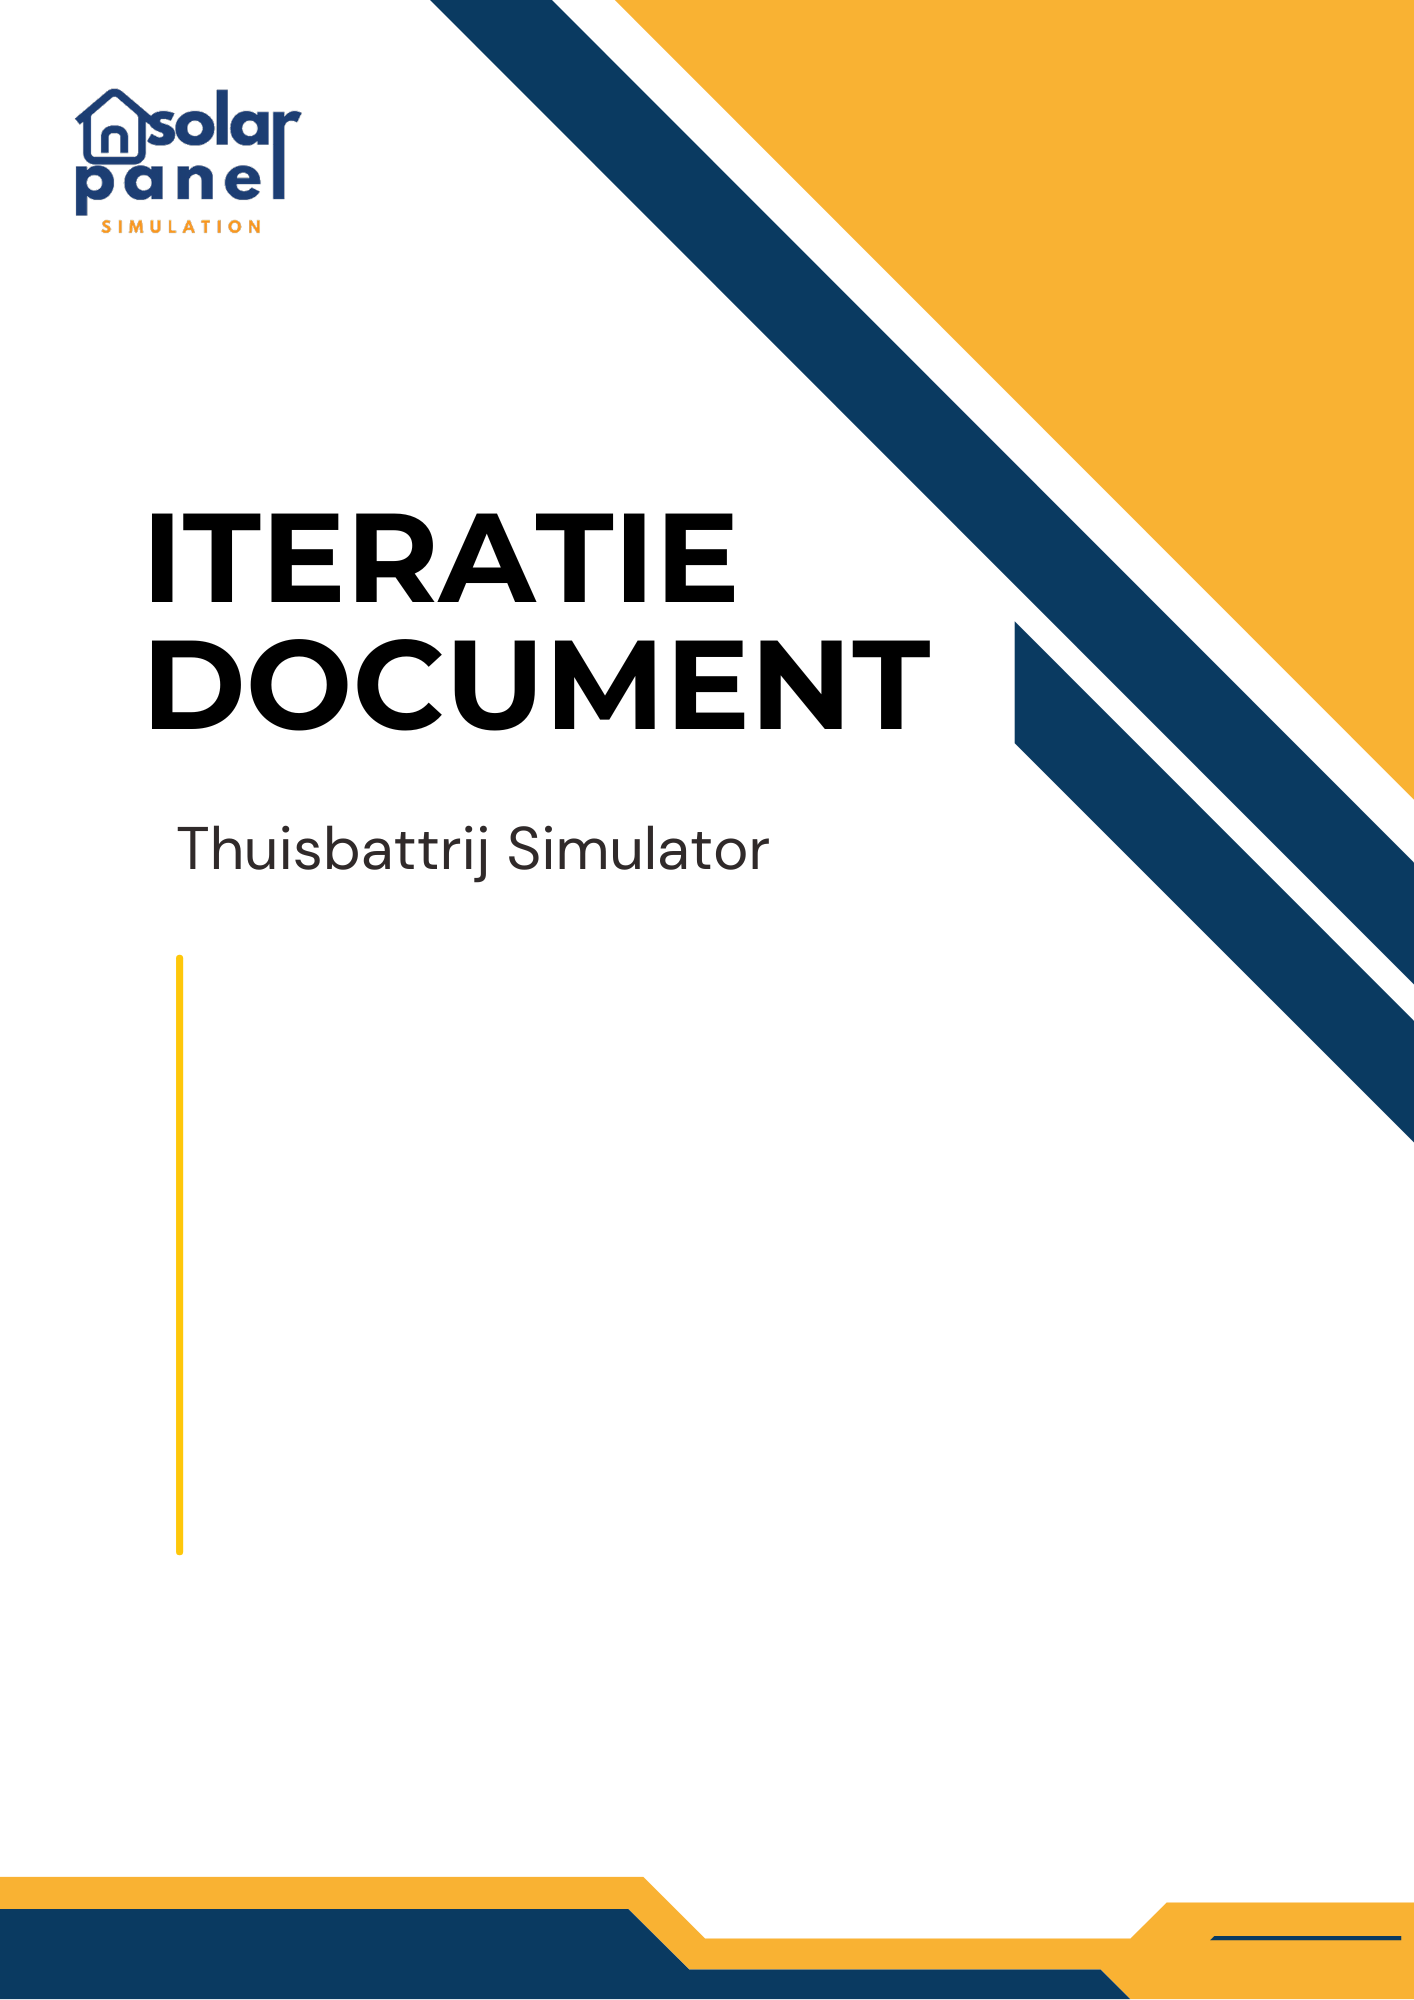 solar
panel
SIMULATION
ITERATIE
DOCUMENT
Thuisbattrij Simulator